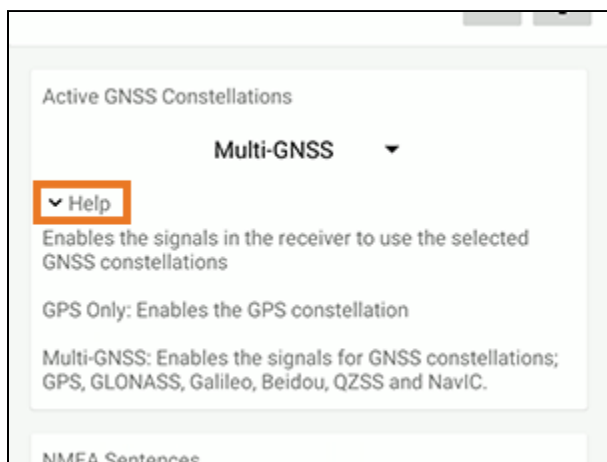 Active GNSS Constellations
Multi-GNSS
Help
Enables the signals in the receiver to use the selected
GNSS constellations
GPS Only: Enables the GPS constellation
Multi-GNSS: Enables the signals for GNSS constellations;
GPS, GLONASS, Galileo, Beidou, QZSS and NavIC.
NMEA Sentences